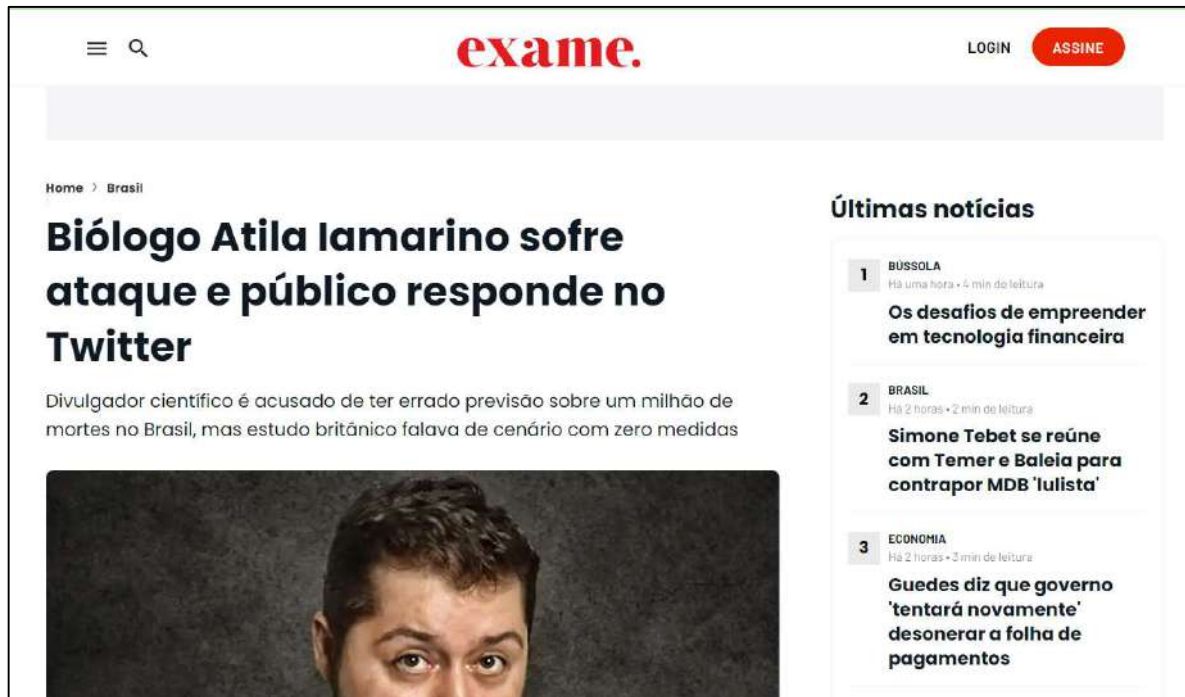 exame.
LOGIN
ASSINE
Home > Brasil
Biólogo Atila Iamarino sofre
ataque e público responde no
Twitter
Divulgador científico é acusado de ter errado previsão sobre um milhão de
mortes no Brasil, mas estudo britânico falava de cenário com zero medidas
Últimas notícias
1
BÚSSOLA
Há uma hora • 4 min de leitura
Os desafios de empreender
em tecnologia financeira
2
BRASIL
Há 2 horas • 2 min de leitura
Simone Tebet se reúne
com Temer e Baleia para
contrapor MDB 'lulista'
3
ECONOMIA
Há 2 horas • 3 min de leitura
Guedes diz que governo
'tentará novamente'
desonerar a folha de
pagamentos